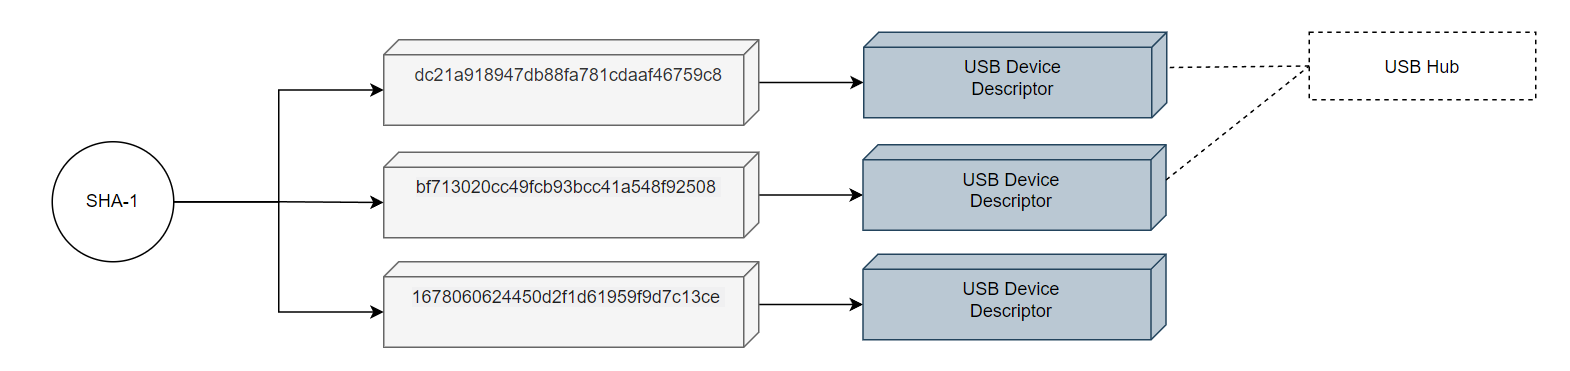 dc21a918947db88fa781cdaaf46759c8
USB Device
Descriptor
USB Hub
SHA-1
bf713020cc49fcb93bcc41a548f92508
USB Device
Descriptor
1678060624450d2f1d61959f9d7c13ce
USB Device
Descriptor